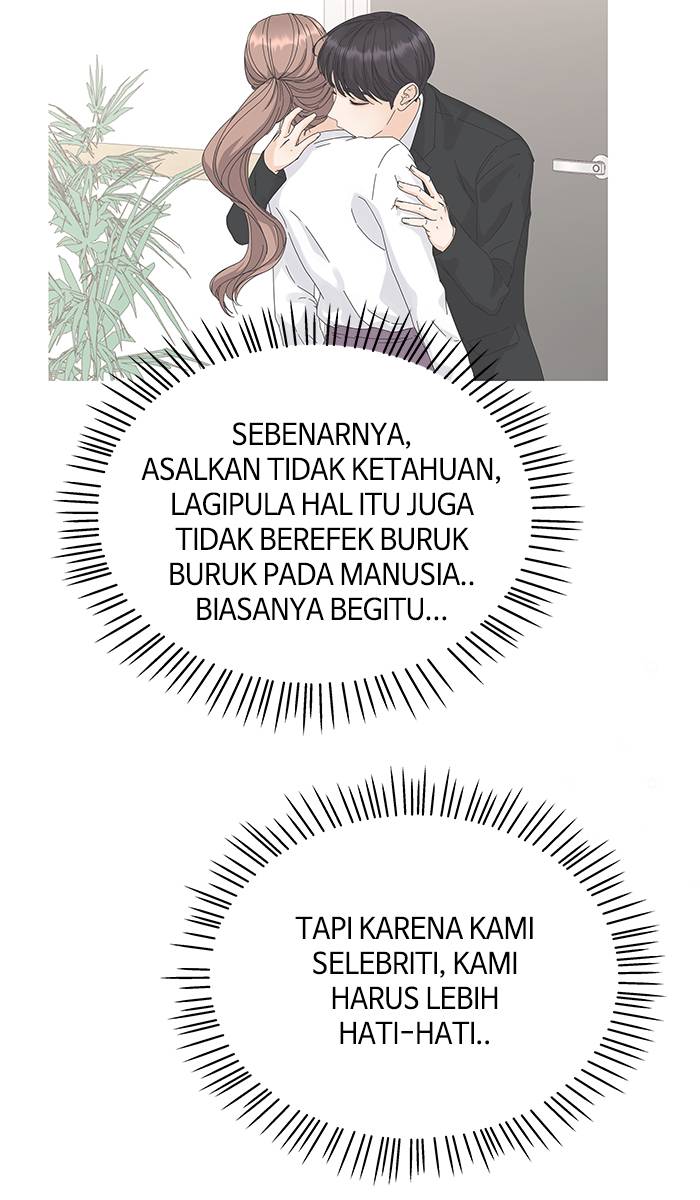 SEBENARNYA,
ASALKAN TIDAK KETAHUAN,
LAGIPULA HAL ITU JUGA
TIDAK BEREFEK BURUK
BURUK PADA MANUSIA..
BIASANYA BEGITU...
TAPI KARENA KAMI
SELEBRITI, KAMI
HARUS LEBIH
HATI-HATI..